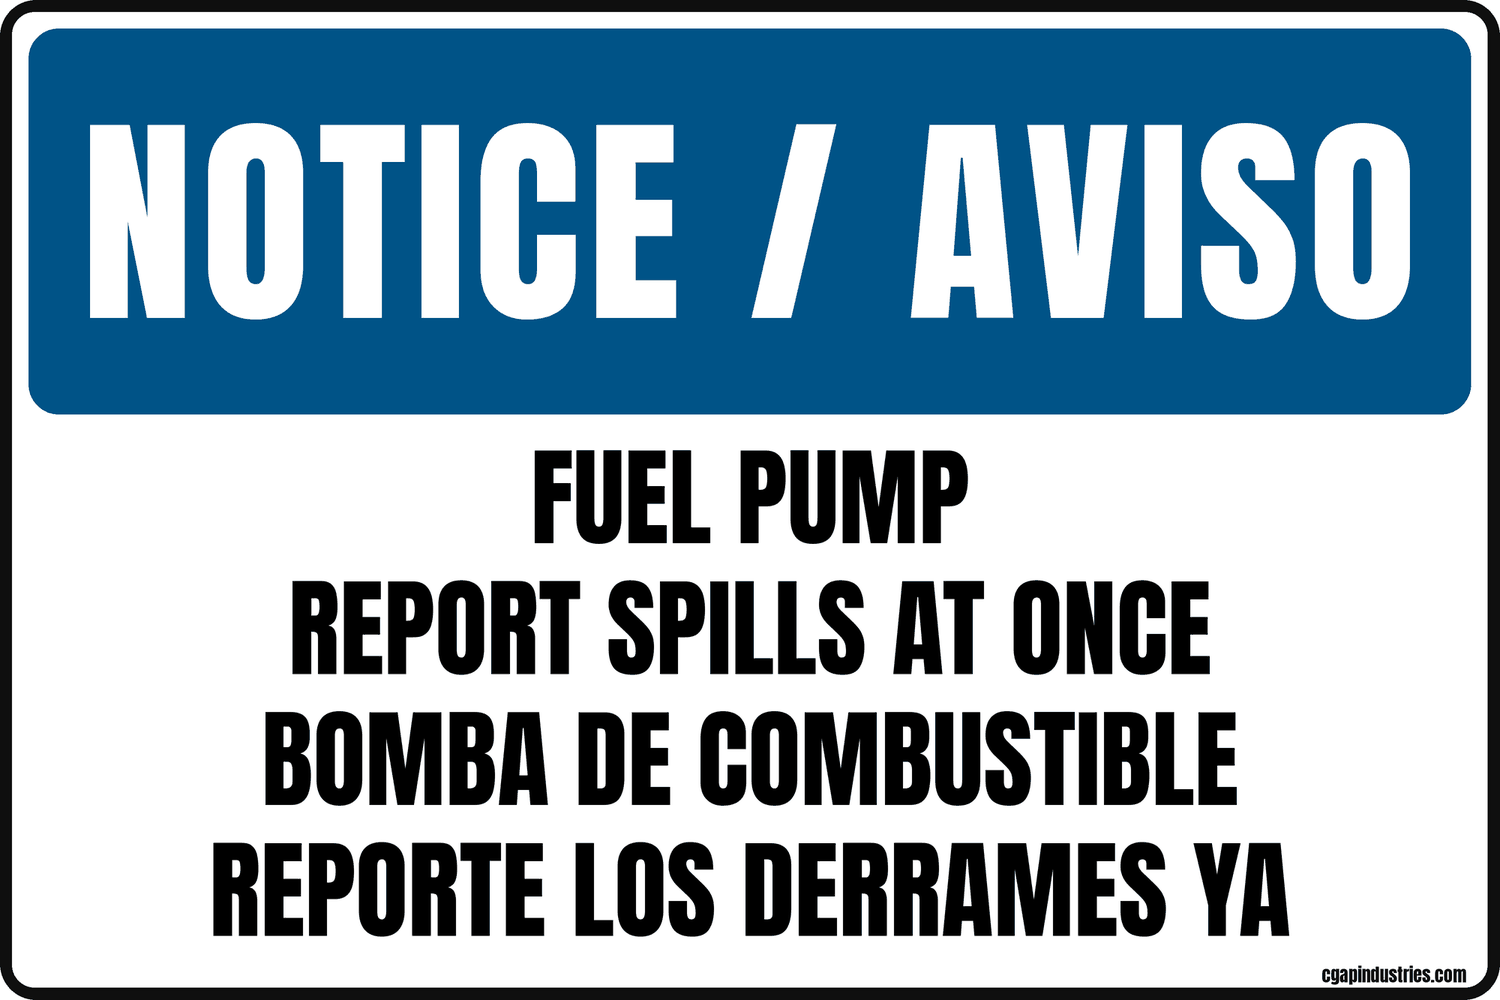 NOTICE / AVISO
FUEL PUMP
REPORT SPILLS AT ONCE
BOMBA DE COMBUSTIBLE
REPORTE LOS DERRAMES YA
cgapindustries.com